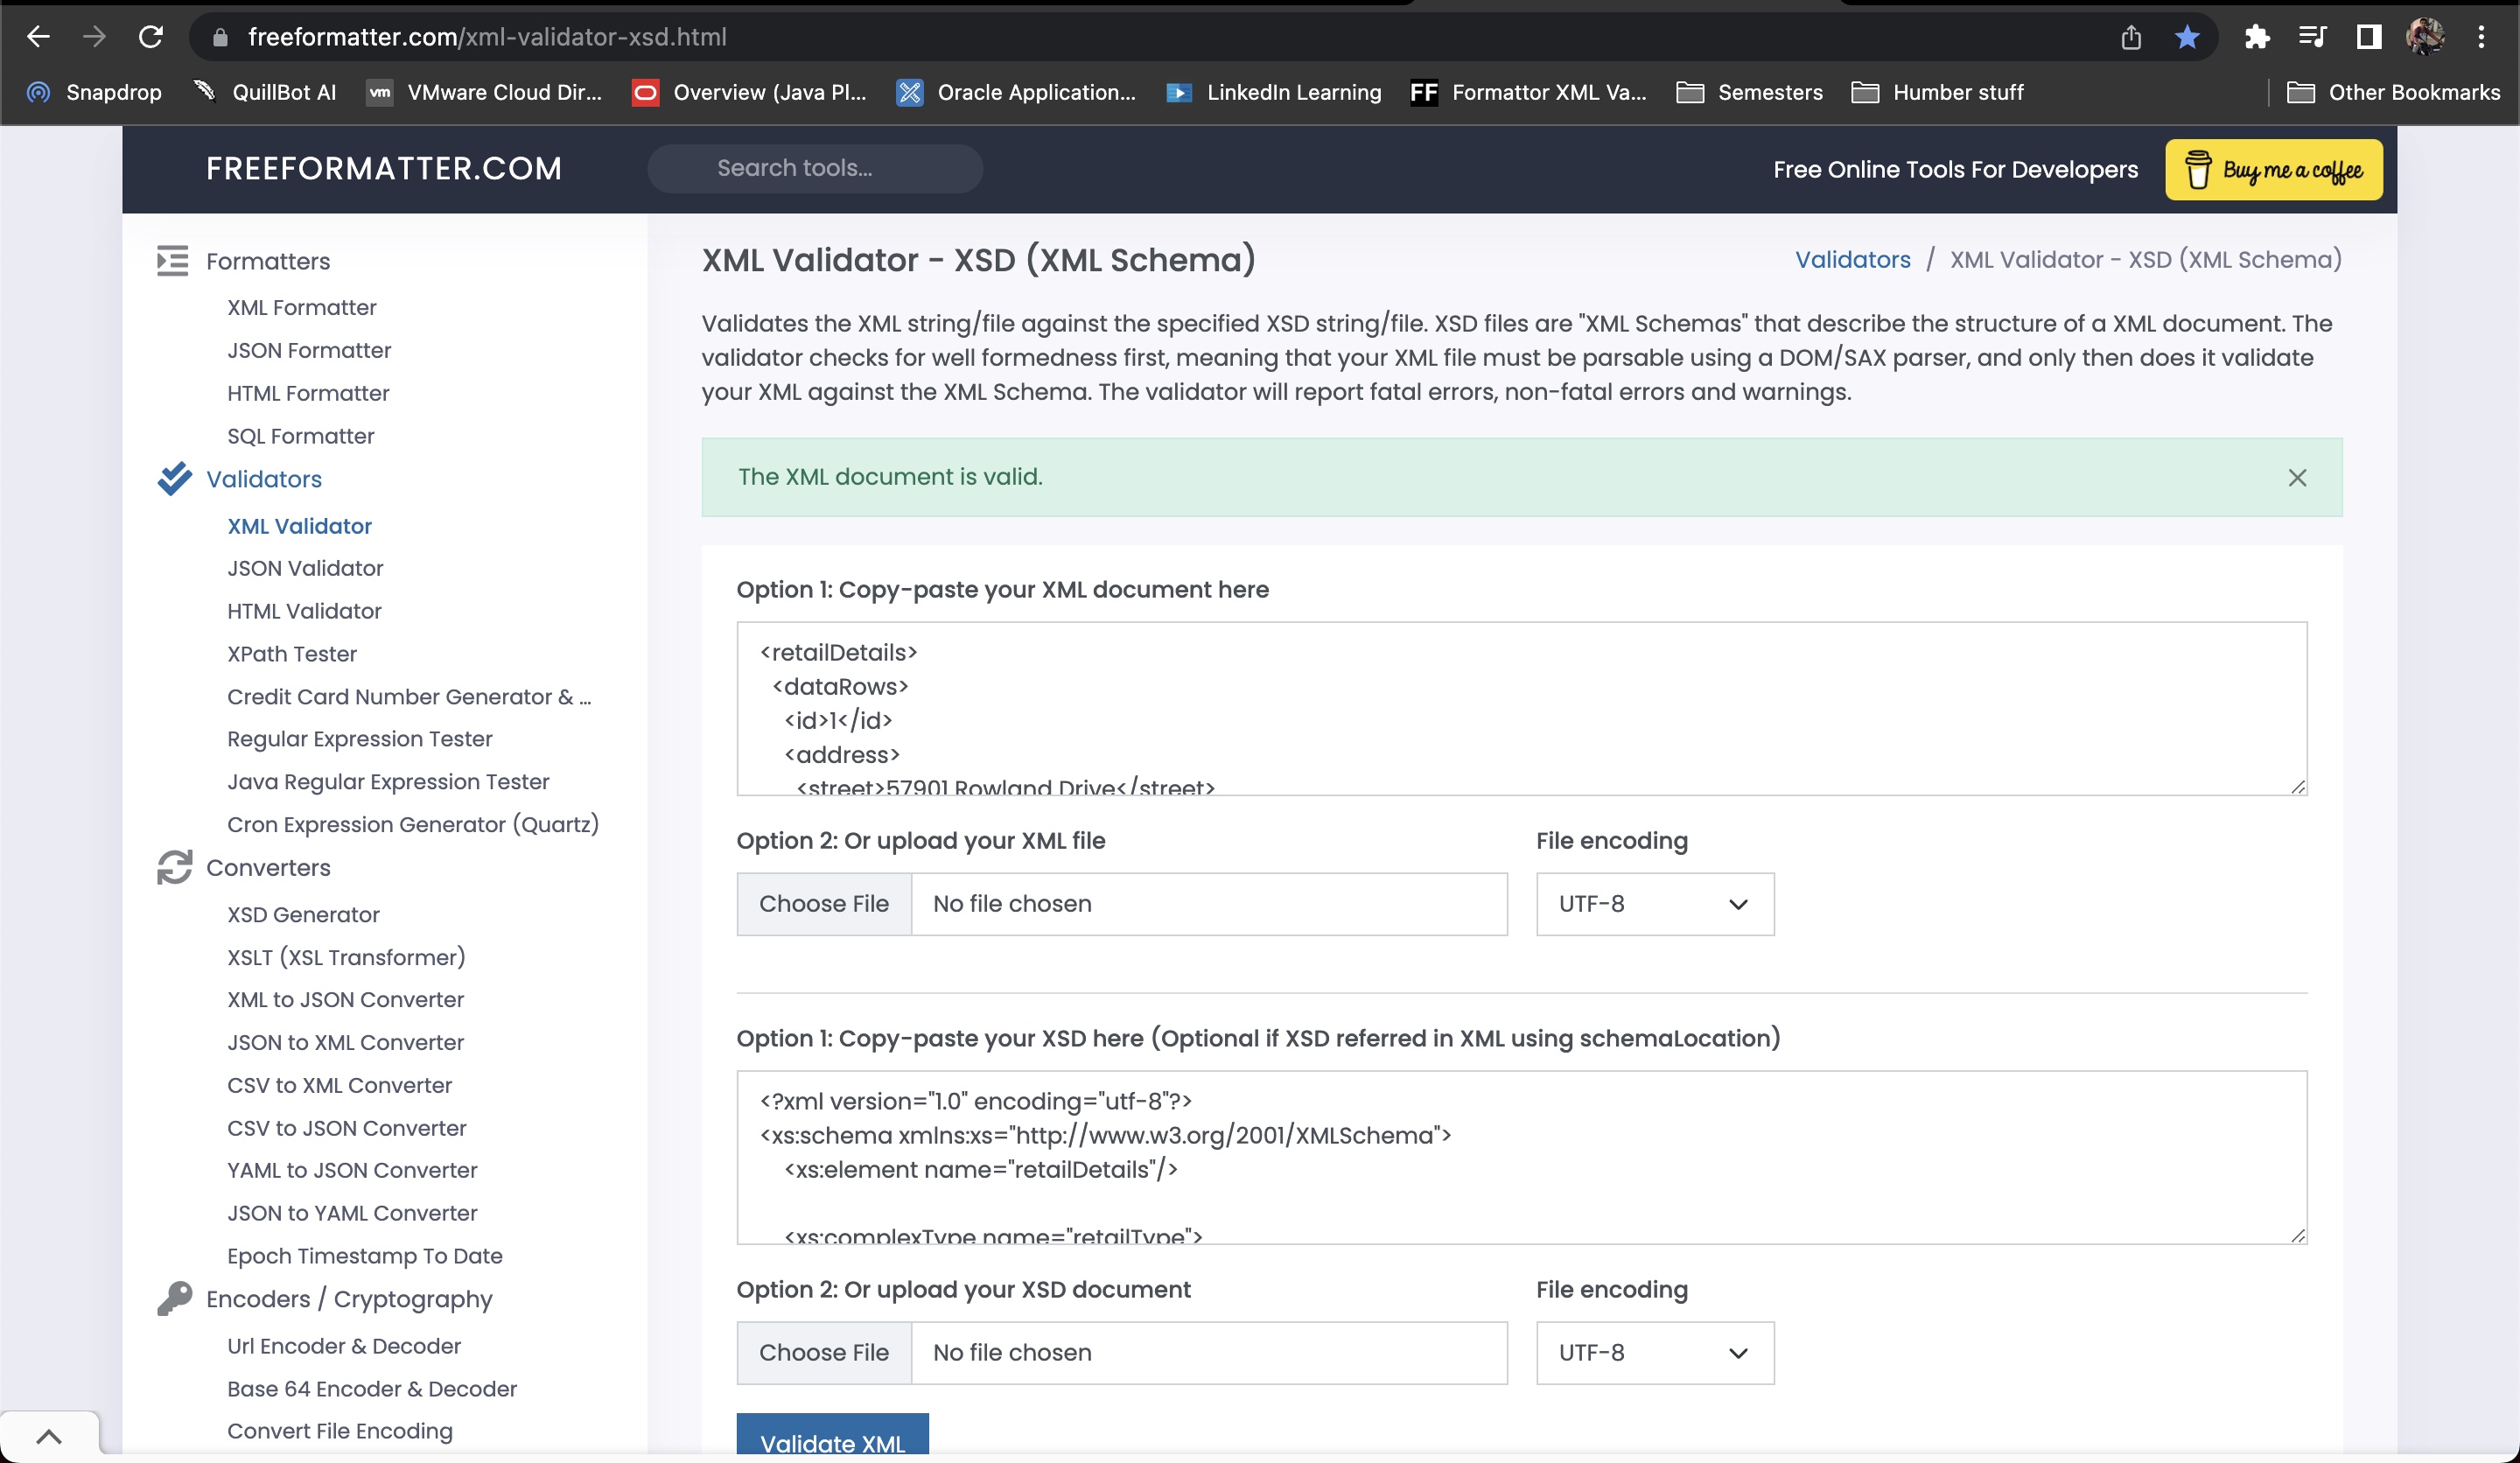 freeformatter.com/xml-validator-xsd.html
Snapdrop
QuillBot AI
vm
VMware Cloud Dir...
Overview (Java Pl...
Oracle Application...
LinkedIn Learning
FF
Formattor XML Va...
Semesters
Humber stuff
Other Bookmarks
FREEFORMATTER.COM
Search tools...
Free Online Tools For Developers
Buy me a coffee
Formatters
XML Formatter
JSON Formatter
HTML Formatter
SQL Formatter
Validators
XML Validator
JSON Validator
HTML Validator
XPath Tester
Credit Card Number Generator & ...
Regular Expression Tester
Java Regular Expression Tester
Cron Expression Generator (Quartz)
Converters
XSD Generator
XSLT (XSL Transformer)
XML to JSON Converter
JSON to XML Converter
CSV to XML Converter
CSV to JSON Converter
YAML to JSON Converter
JSON to YAML Converter
Epoch Timestamp To Date
Encoders / Cryptography
Url Encoder & Decoder
Base 64 Encoder & Decoder
Convert File Encoding
XML Validator - XSD (XML Schema)
Validators / XML Validator - XSD (XML Schema)
Validates the XML string/file against the specified XSD string/file. XSD files are "XML Schemas" that describe the structure of a XML document. The
validator checks for well formedness first, meaning that your XML file must be parsable using a DOM/SAX parser, and only then does it validate
your XML against the XML Schema. The validator will report fatal errors, non-fatal errors and warnings.
The XML document is valid.
Option 1: Copy-paste your XML document here
<retailDetails>
<dataRows>
<id>1</id>
<address>
<street>57901 Rowland Drive</street>
Option 2: Or upload your XML file
File encoding
Choose File
No file chosen
UTF-8
Option 1: Copy-paste your XSD here (Optional if XSD referred in XML using schemaLocation)
<?xml version="1.0" encoding="utf-8"?>
<xs:schema xmlns:xs="http://www.w3.org/2001/XMLSchema">
<xs:element name="retailDetails"/>
<xs:complexType name="retailType">
Option 2: Or upload your XSD document
File encoding
Choose File
No file chosen
UTF-8
Validate XML